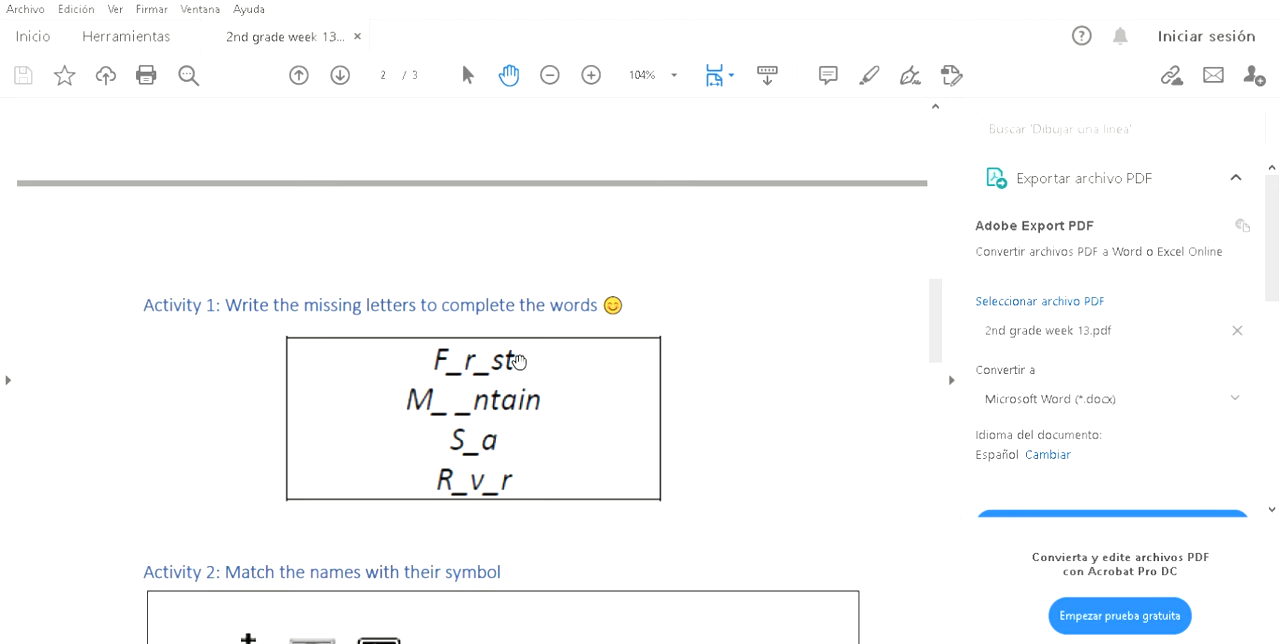 Archivo Edición Ver Firmar Ventana Ayuda
Inicio Herramientas 2nd grade week 13... × Iniciar sesión
2 / 3 104%
Buscar 'Dibujar una línea'
Exportar archivo PDF
Adobe Export PDF
Convertir archivos PDF a Word o Excel Online
Seleccionar archivo PDF
2nd grade week 13.pdf
Convertir a
Microsoft Word (*.docx)
Idioma del documento:
Español Cambiar
Convierta y edite archivos PDF
con Acrobat Pro DC
Empezar prueba gratuita
Activity 1: Write the missing letters to complete the words 😊
F_r_st
M_ _ntain
S_a
R_v_r
Activity 2: Match the names with their symbol